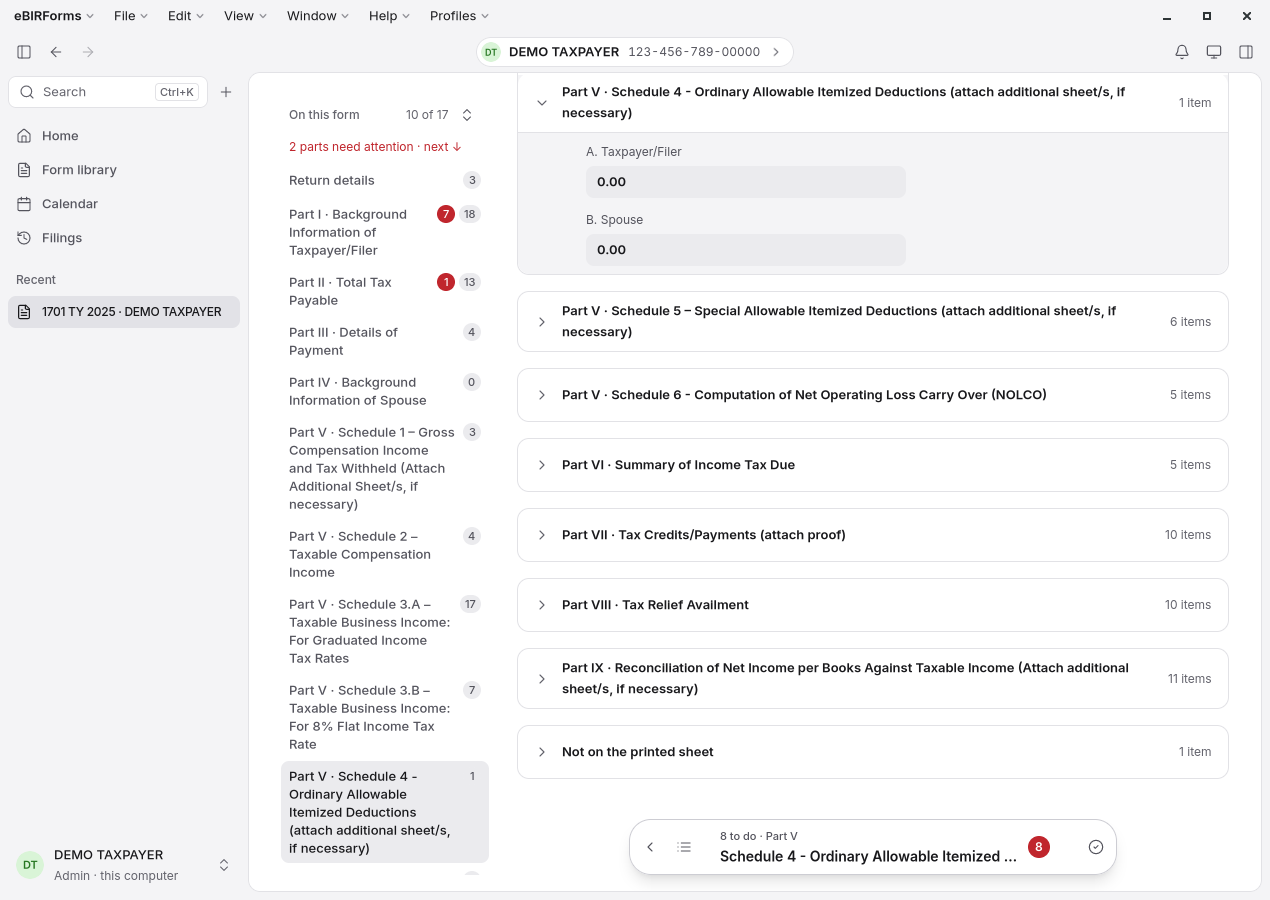 eBIRForms File Edit View Window Help Profiles
DT DEMO TAXPAYER 123-456-789-00000
Search Ctrl+K
Home
Form library
Calendar
Filings
Recent
1701 TY 2025 · DEMO TAXPAYER
DT DEMO TAXPAYER
Admin · this computer
On this form 10 of 17
2 parts need attention · next ↓
Return details 3
Part I · Background 7 18
Information of
Taxpayer/Filer
Part II · Total Tax 1 13
Payable
Part III · Details of 4
Payment
Part IV · Background 0
Information of Spouse
Part V · Schedule 1 – Gross 3
Compensation Income
and Tax Withheld (Attach
Additional Sheet/s, if
necessary)
Part V · Schedule 2 – 4
Taxable Compensation
Income
Part V · Schedule 3.A – 17
Taxable Business Income:
For Graduated Income
Tax Rates
Part V · Schedule 3.B – 7
Taxable Business Income:
For 8% Flat Income Tax
Rate
Part V · Schedule 4 - 1
Ordinary Allowable
Itemized Deductions
(attach additional sheet/s,
if necessary)
Part V · Schedule 4 - Ordinary Allowable Itemized Deductions (attach additional sheet/s, if
necessary)
1 item
A. Taxpayer/Filer
0.00
B. Spouse
0.00
Part V · Schedule 5 – Special Allowable Itemized Deductions (attach additional sheet/s, if
necessary)
6 items
Part V · Schedule 6 - Computation of Net Operating Loss Carry Over (NOLCO) 5 items
Part VI · Summary of Income Tax Due 5 items
Part VII · Tax Credits/Payments (attach proof) 10 items
Part VIII · Tax Relief Availment 10 items
Part IX · Reconciliation of Net Income per Books Against Taxable Income (Attach additional
sheet/s, if necessary)
11 items
Not on the printed sheet 1 item
8 to do · Part V
Schedule 4 - Ordinary Allowable Itemized ... 8